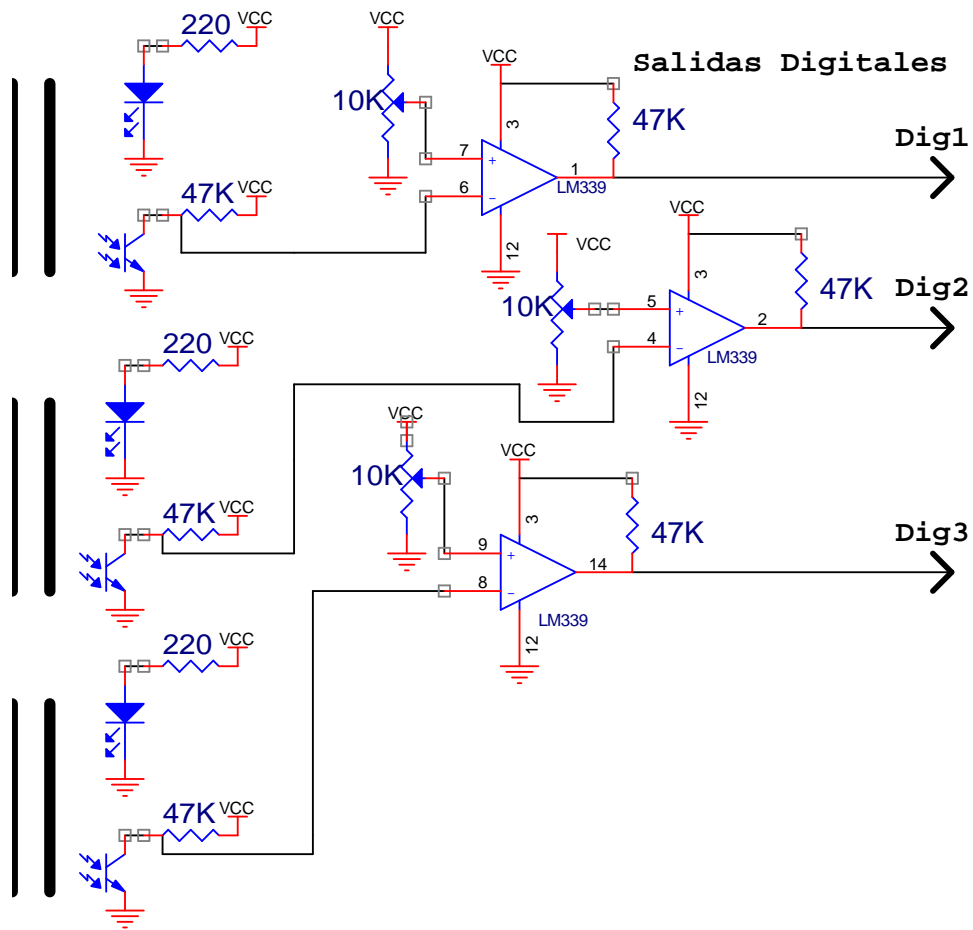 220
VCC
VCC
VCC
Salidas Digitales
10K
47K
3
7
+
1
Dig1
LM339
6
−
47K
VCC
12
VCC
VCC
3
10K
5
+
2
47K
Dig2
4
−
LM339
220
VCC
12
VCC
VCC
10K
3
47K
Dig3
47K
VCC
9
+
14
8
−
LM339
12
220
VCC
47K
VCC